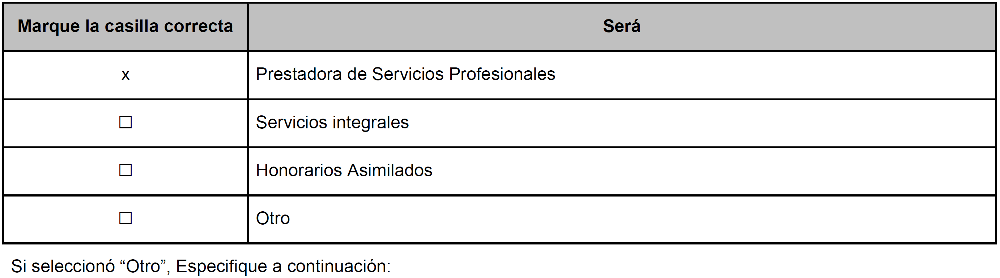 Marque la casilla correcta Será
x Prestadora de Servicios Profesionales
☐ Servicios integrales
☐ Honorarios Asimilados
☐ Otro
Si seleccionó “Otro”, Especifique a continuación: